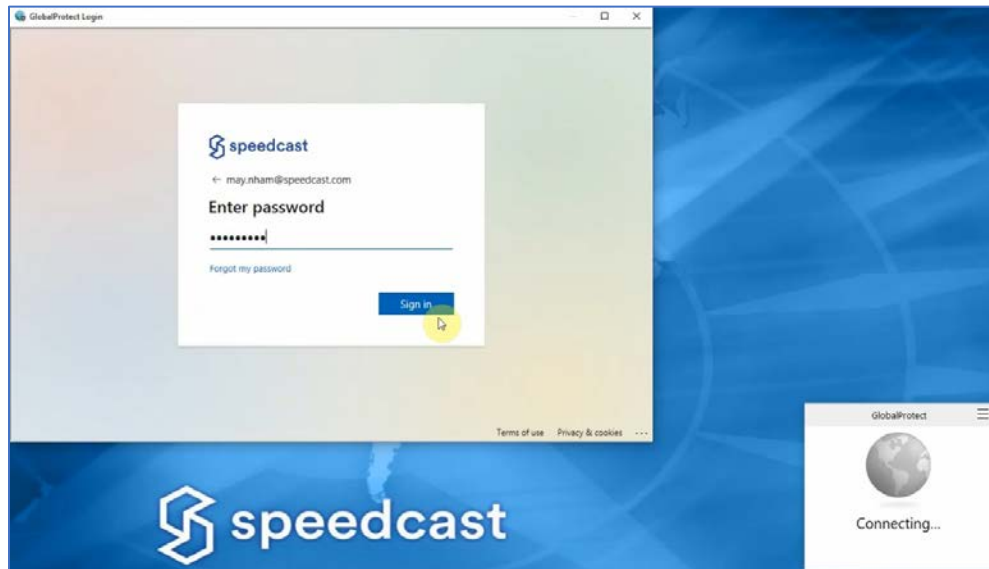 GlobalProtect Login
speedcast
← may.nham@speedcast.com
Enter password
•••••••••
Forgot my password
Sign in
Terms of use Privacy & cookies ...
GlobalProtect
Connecting...
speedcast